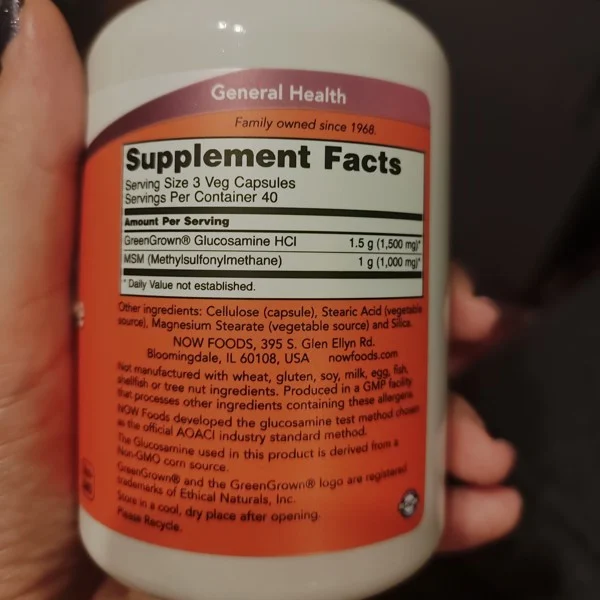 General Health
Family owned since 1968.
Supplement Facts
Serving Size 3 Veg Capsules
Servings Per Container 40
Amount Per Serving
GreenGrown® Glucosamine HCl 1.5 g (1,500 mg)*
MSM (Methylsulfonylmethane) 1 g (1,000 mg)*
* Daily Value not established.
Other ingredients: Cellulose (capsule), Stearic Acid (vegetable
source), Magnesium Stearate (vegetable source) and Silica.
NOW FOODS, 395 S. Glen Ellyn Rd.
Bloomingdale, IL 60108, USA nowfoods.com
Not manufactured with wheat, gluten, soy, milk, egg, fish,
shellfish or tree nut ingredients. Produced in a GMP facility
that processes other ingredients containing these allergens.
NOW Foods developed the glucosamine test method chosen
as the official AOACI industry standard method.
The Glucosamine used in this product is derived from a
Non-GMO corn source.
GreenGrown® and the GreenGrown® logo are registered
trademarks of Ethical Naturals, Inc.
Store in a cool, dry place after opening.
Please Recycle.